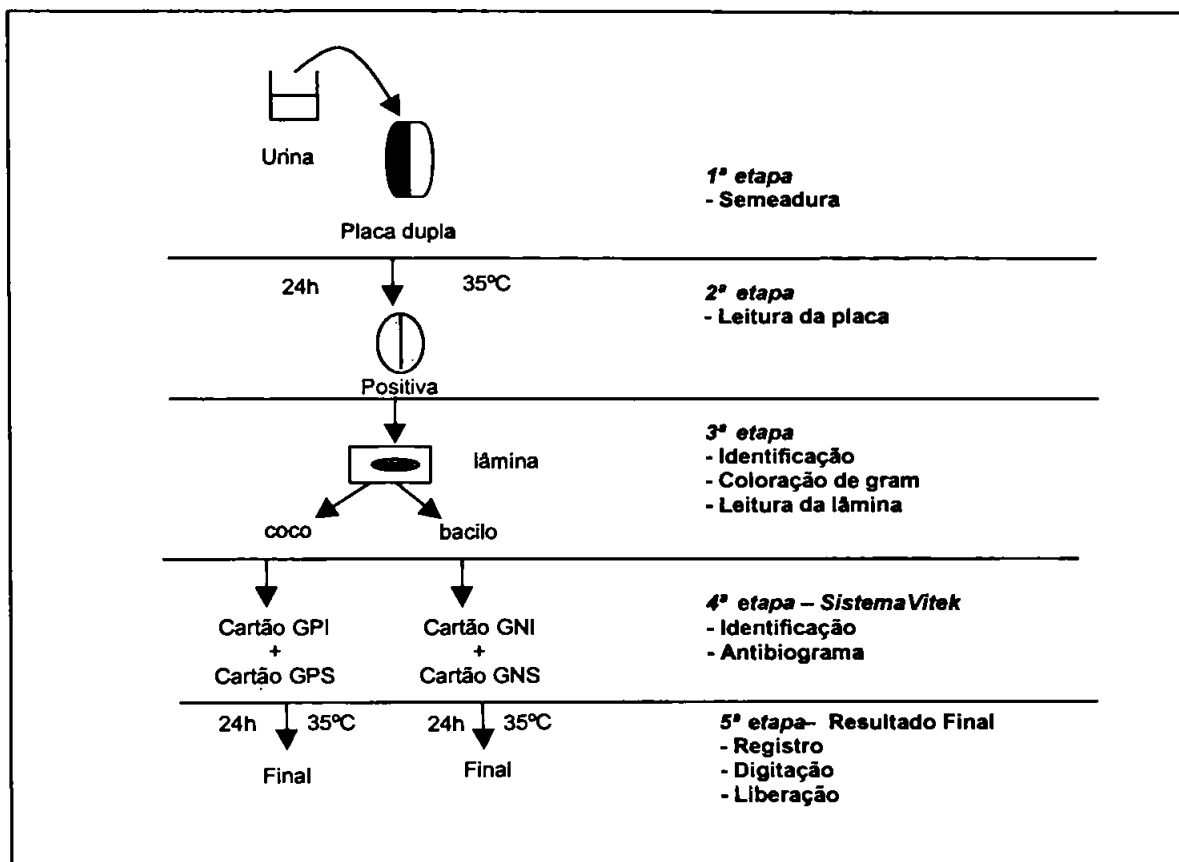 Urina
Placa dupla
1ª etapa
- Semeadura
24h 35ºC
Positiva
2ª etapa
- Leitura da placa
lâmina
coco bacilo
3ª etapa
- Identificação
- Coloração de gram
- Leitura da lâmina
Cartão GPI
+
Cartão GPS
Cartão GNI
+
Cartão GNS
4ª etapa – SistemaVitek
- Identificação
- Antibiograma
24h 35ºC
Final
24h 35ºC
Final
5ª etapa– Resultado Final
- Registro
- Digitação
- Liberação